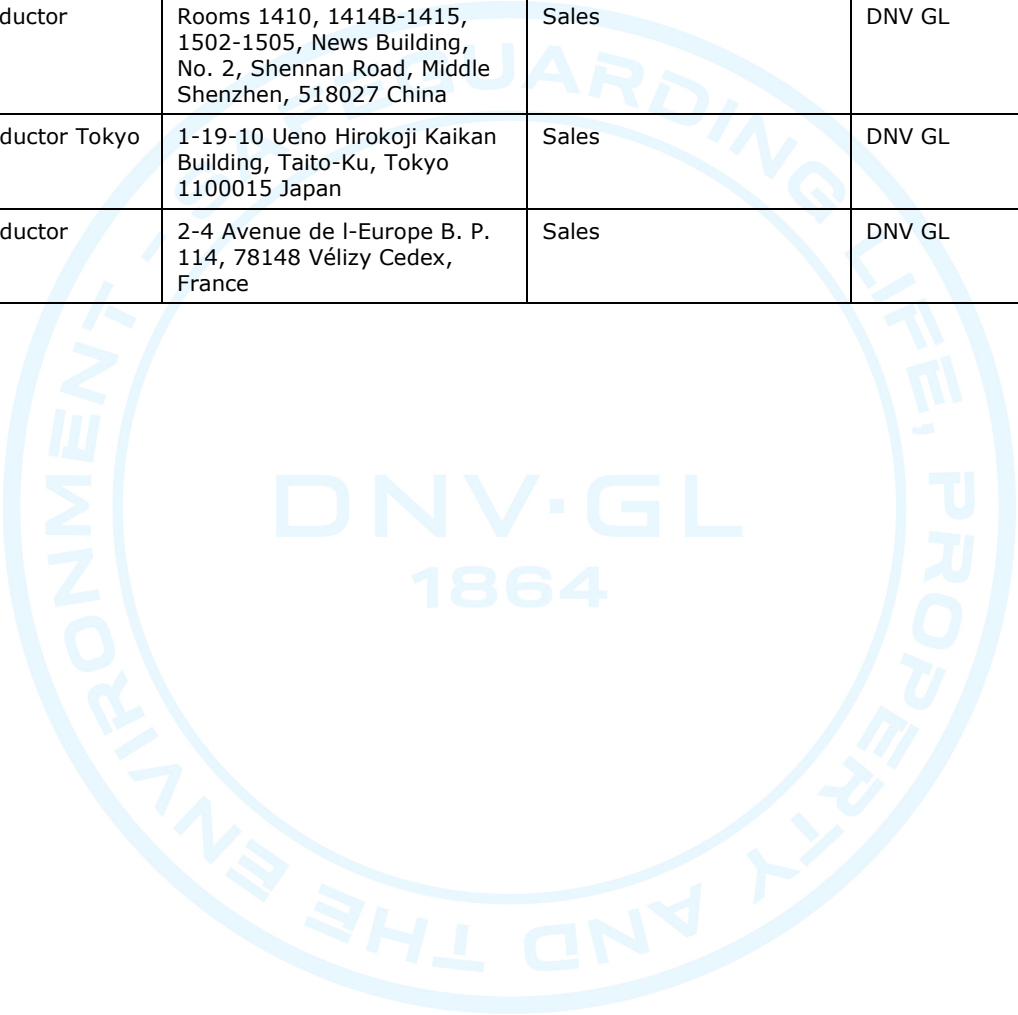 ductor
Rooms 1410, 1414B-1415,
1502-1505, News Building,
No. 2, Shennan Road, Middle
Shenzhen, 518027 China
Sales
DNV GL
ductor Tokyo
1-19-10 Ueno Hirokoji Kaikan
Building, Taito-Ku, Tokyo
1100015 Japan
Sales
DNV GL
ductor
2-4 Avenue de l-Europe B. P.
114, 78148 Vélizy Cedex,
France
Sales
DNV GL
SAFEGUARDING LIFE, PROPERTY AND THE ENVIRONMENT -
DNV·GL
1864